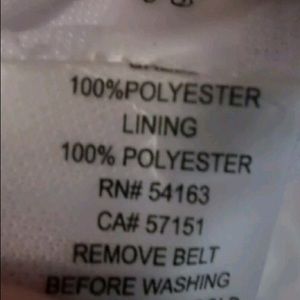 100%POLYESTER
LINING
100% POLYESTER
RN# 54163
CA# 57151
REMOVE BELT
BEFORE WASHING